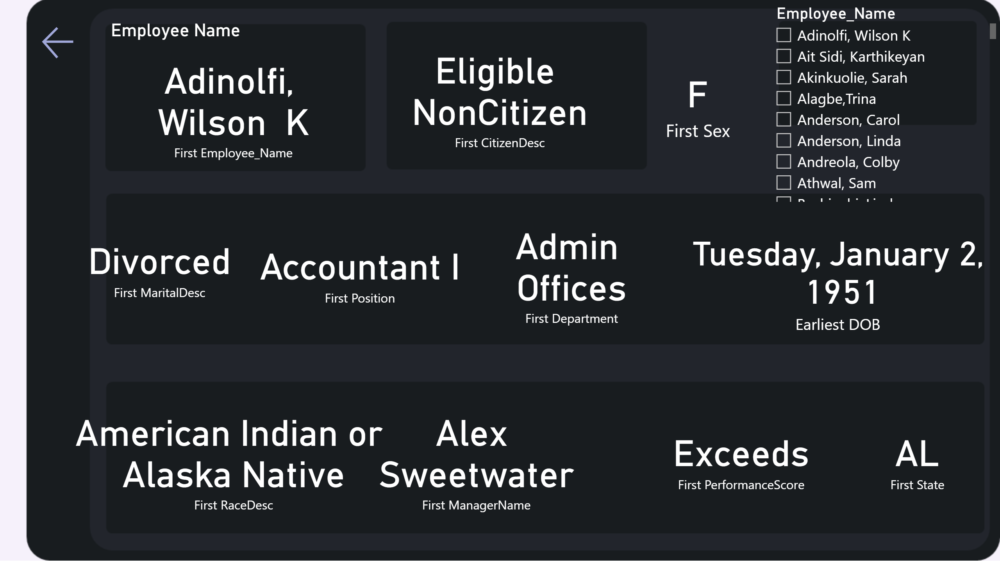 Employee Name
Adinolfi,
Wilson  K
First Employee_Name
Eligible
NonCitizen
First CitizenDesc
F
First Sex
Employee_Name
Adinolfi, Wilson K
Ait Sidi, Karthikeyan
Akinkuolie, Sarah
Alagbe,Trina
Anderson, Carol
Anderson, Linda
Andreola, Colby
Athwal, Sam
Divorced
First MaritalDesc
Accountant I
First Position
Admin
Offices
First Department
Tuesday, January 2,
1951
Earliest DOB
American Indian or
Alaska Native
First RaceDesc
Alex
Sweetwater
First ManagerName
Exceeds
First PerformanceScore
AL
First State